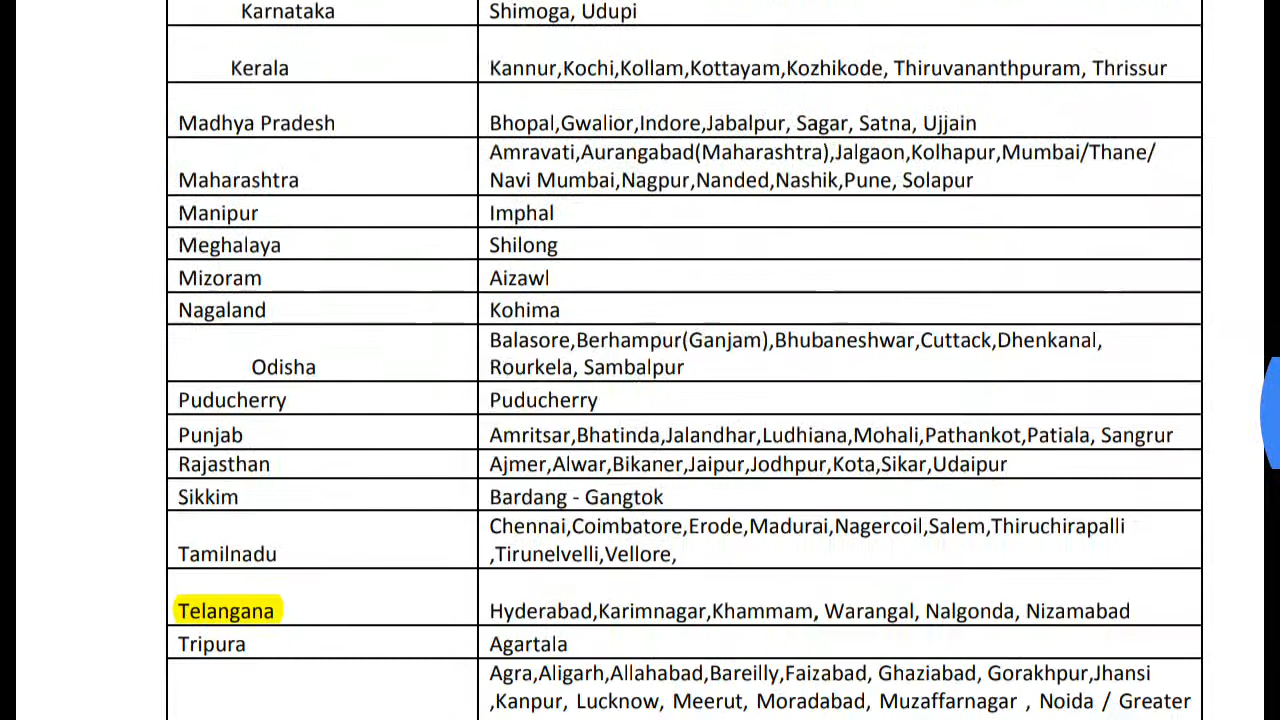 Karnataka Shimoga, Udupi
Kerala Kannur,Kochi,Kollam,Kottayam,Kozhikode, Thiruvananthpuram, Thrissur
Madhya Pradesh Bhopal,Gwalior,Indore,Jabalpur, Sagar, Satna, Ujjain
Amravati,Aurangabad(Maharashtra),Jalgaon,Kolhapur,Mumbai/Thane/
Maharashtra Navi Mumbai,Nagpur,Nanded,Nashik,Pune, Solapur
Manipur Imphal
Meghalaya Shilong
Mizoram Aizawl
Nagaland Kohima
Balasore,Berhampur(Ganjam),Bhubaneshwar,Cuttack,Dhenkanal,
Odisha Rourkela, Sambalpur
Puducherry Puducherry
Punjab Amritsar,Bhatinda,Jalandhar,Ludhiana,Mohali,Pathankot,Patiala, Sangrur
Rajasthan Ajmer,Alwar,Bikaner,Jaipur,Jodhpur,Kota,Sikar,Udaipur
Sikkim Bardang - Gangtok
Chennai,Coimbatore,Erode,Madurai,Nagercoil,Salem,Thiruchirapalli
Tamilnadu ,Tirunelvelli,Vellore,
Telangana Hyderabad,Karimnagar,Khammam, Warangal, Nalgonda, Nizamabad
Tripura Agartala
Agra,Aligarh,Allahabad,Bareilly,Faizabad, Ghaziabad, Gorakhpur,Jhansi
,Kanpur, Lucknow, Meerut, Moradabad, Muzaffarnagar , Noida / Greater